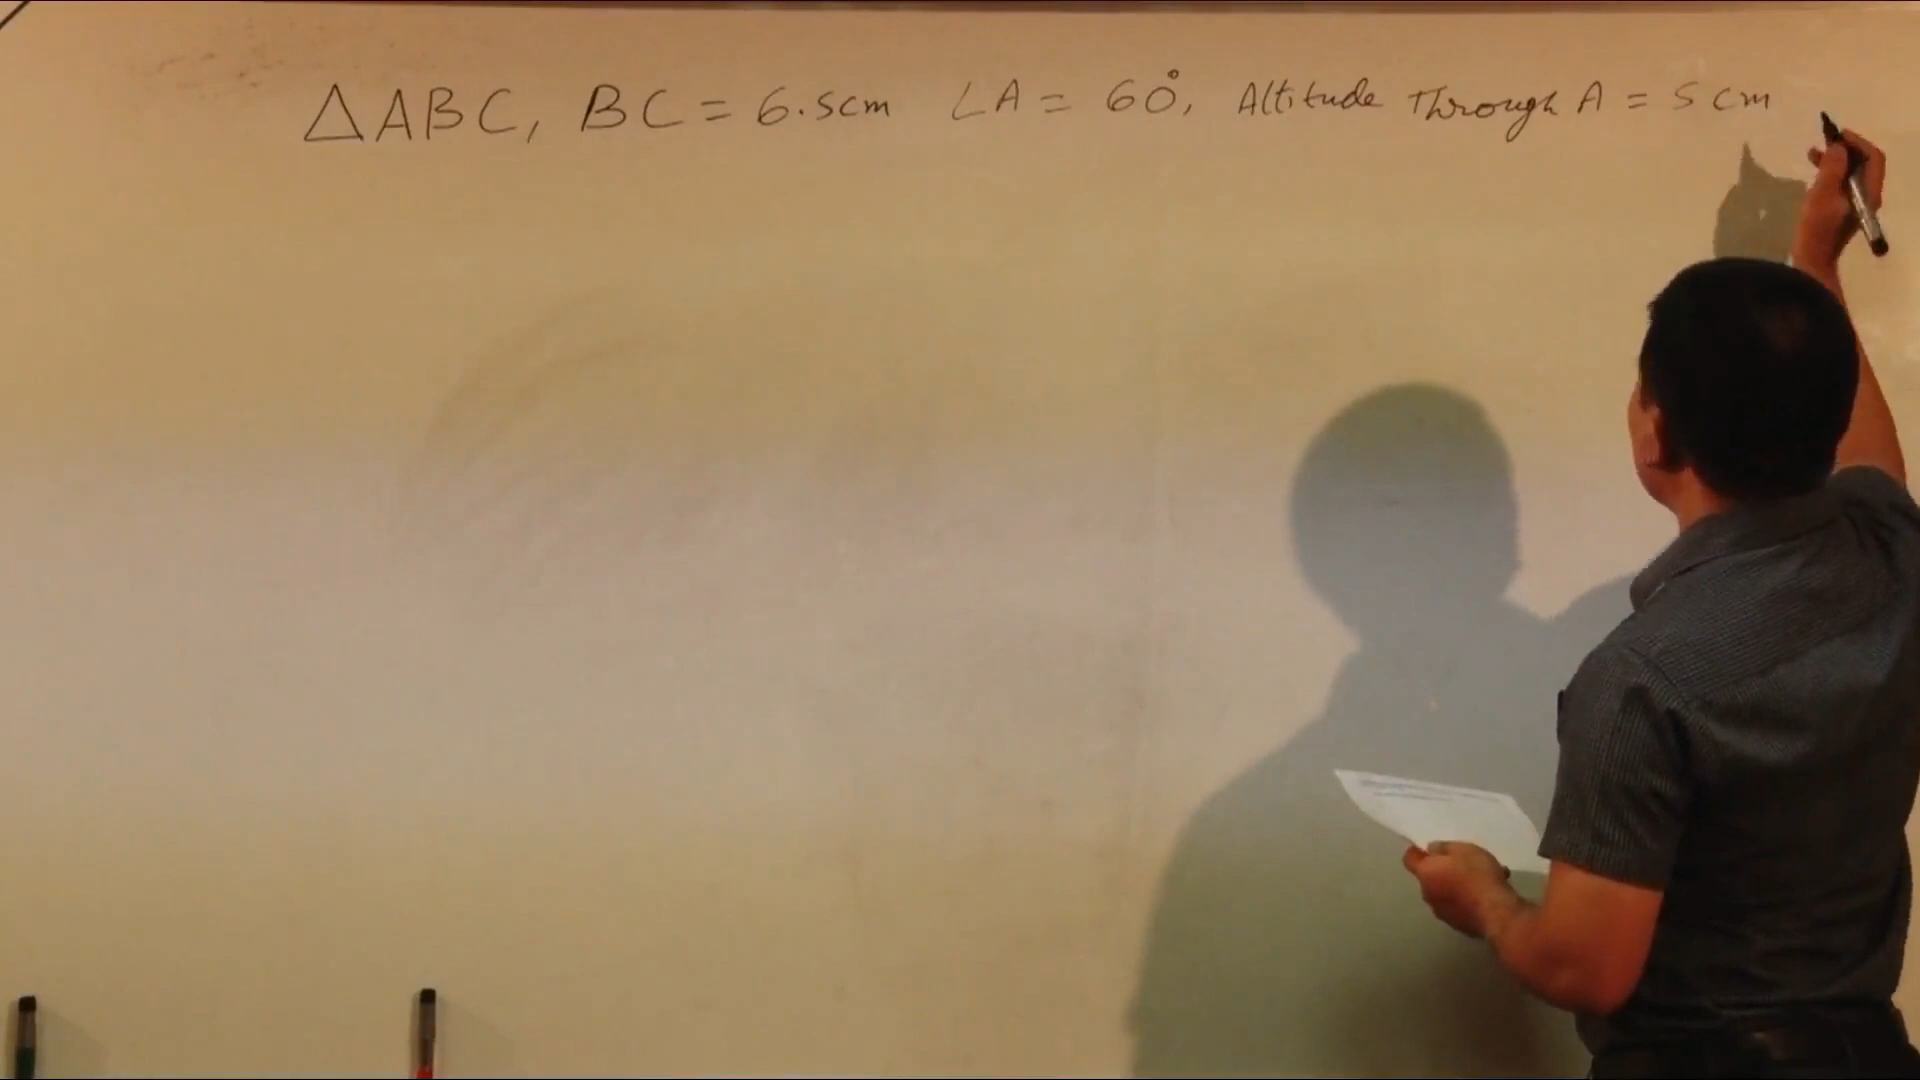 △ABC, BC = 6.5cm ∠A = 60°, Altitude Through A = 5cm